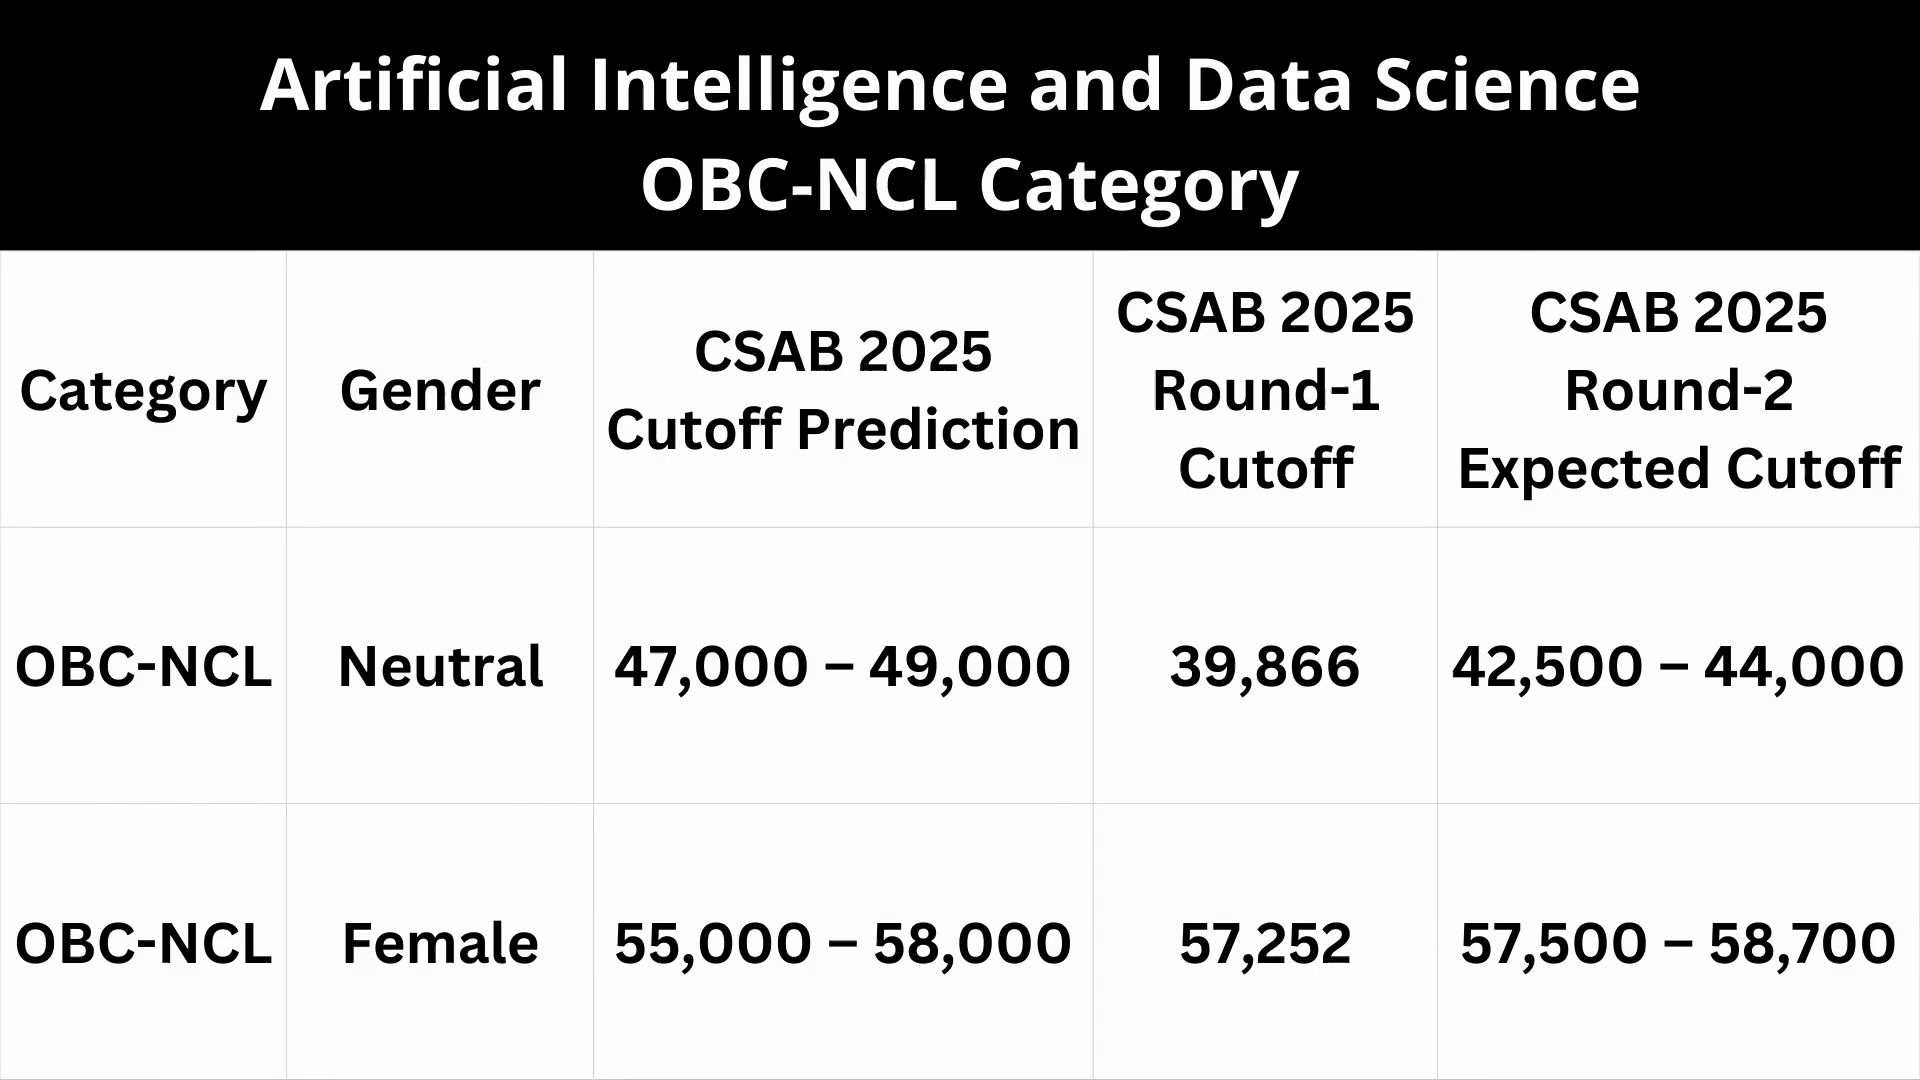 Artificial Intelligence and Data Science
OBC-NCL Category
Category
Gender
CSAB 2025
Cutoff Prediction
CSAB 2025
Round-1
Cutoff
CSAB 2025
Round-2
Expected Cutoff
OBC-NCL
Neutral
47,000 – 49,000
39,866
42,500 – 44,000
OBC-NCL
Female
55,000 – 58,000
57,252
57,500 – 58,700